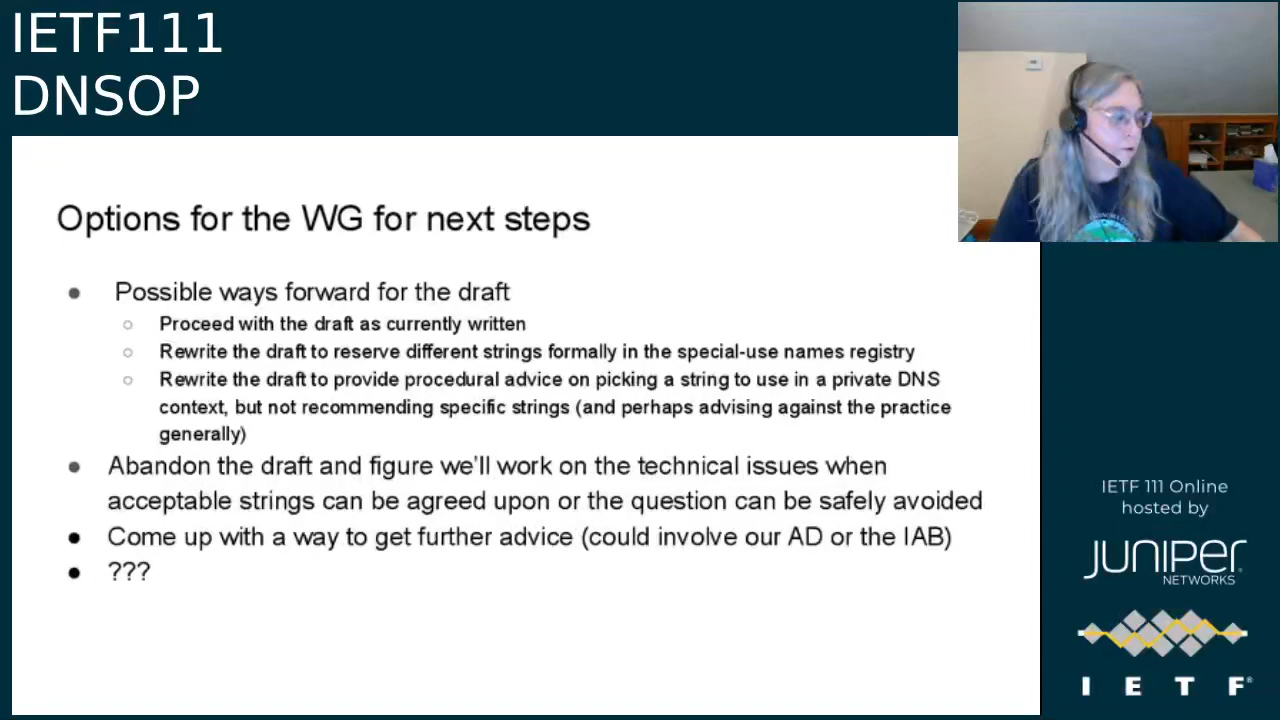 IETF111
DNSOP
Options for the WG for next steps
Possible ways forward for the draft
Proceed with the draft as currently written
Rewrite the draft to reserve different strings formally in the special-use names registry
Rewrite the draft to provide procedural advice on picking a string to use in a private DNS
context, but not recommending specific strings (and perhaps advising against the practice
generally)
Abandon the draft and figure we'll work on the technical issues when
acceptable strings can be agreed upon or the question can be safely avoided
Come up with a way to get further advice (could involve our AD or the IAB)
???
IETF 111 Online
hosted by
JUNIPER
NETWORKS
I E T F®